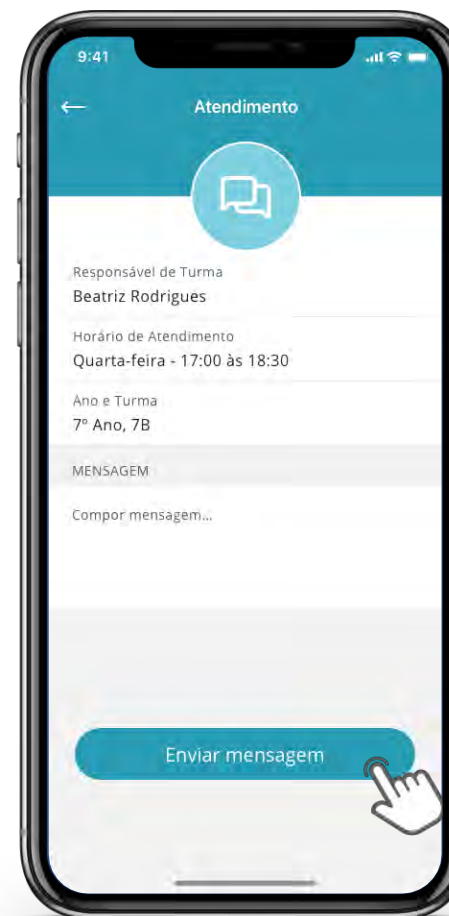 9:41
Atendimento
Responsável de Turma
Beatriz Rodrigues
Horário de Atendimento
Quarta-feira - 17:00 às 18:30
Ano e Turma
7º Ano, 7B
MENSAGEM
Compor mensagem...
Enviar mensagem